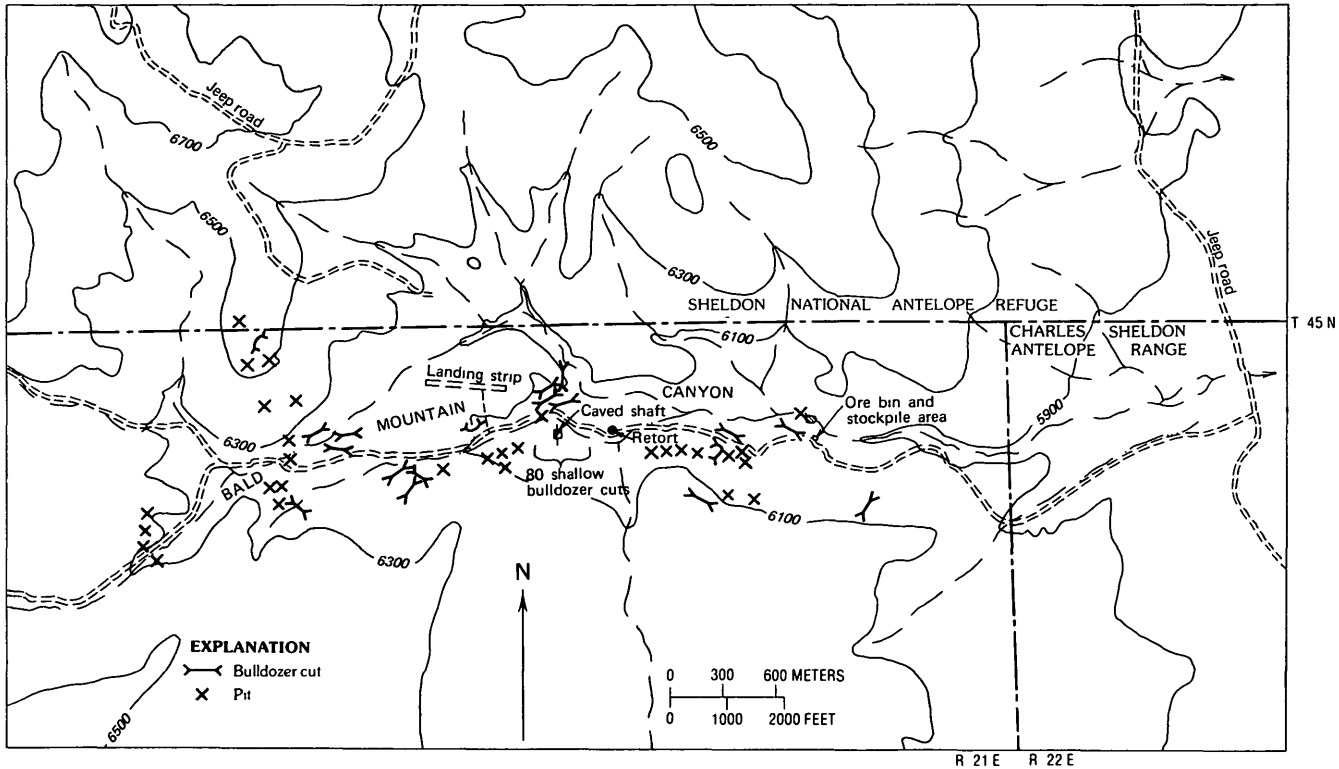 Jeep road
6700
6500
6500
6300
Jeep road
SHELDON NATIONAL ANTELOPE REFUGE
T 45 N
6100
CHARLES SHELDON
ANTELOPE RANGE
Landing strip
CANYON
MOUNTAIN
Caved shaft
Ore bin and
stockpile area
5900
6300
Retort
80 shallow
bulldozer cuts
BALD
6100
6300
N
EXPLANATION
Bulldozer cut
Pit
0 300 600 METERS
0 1000 2000 FEET
6500
R 21 E R 22 E